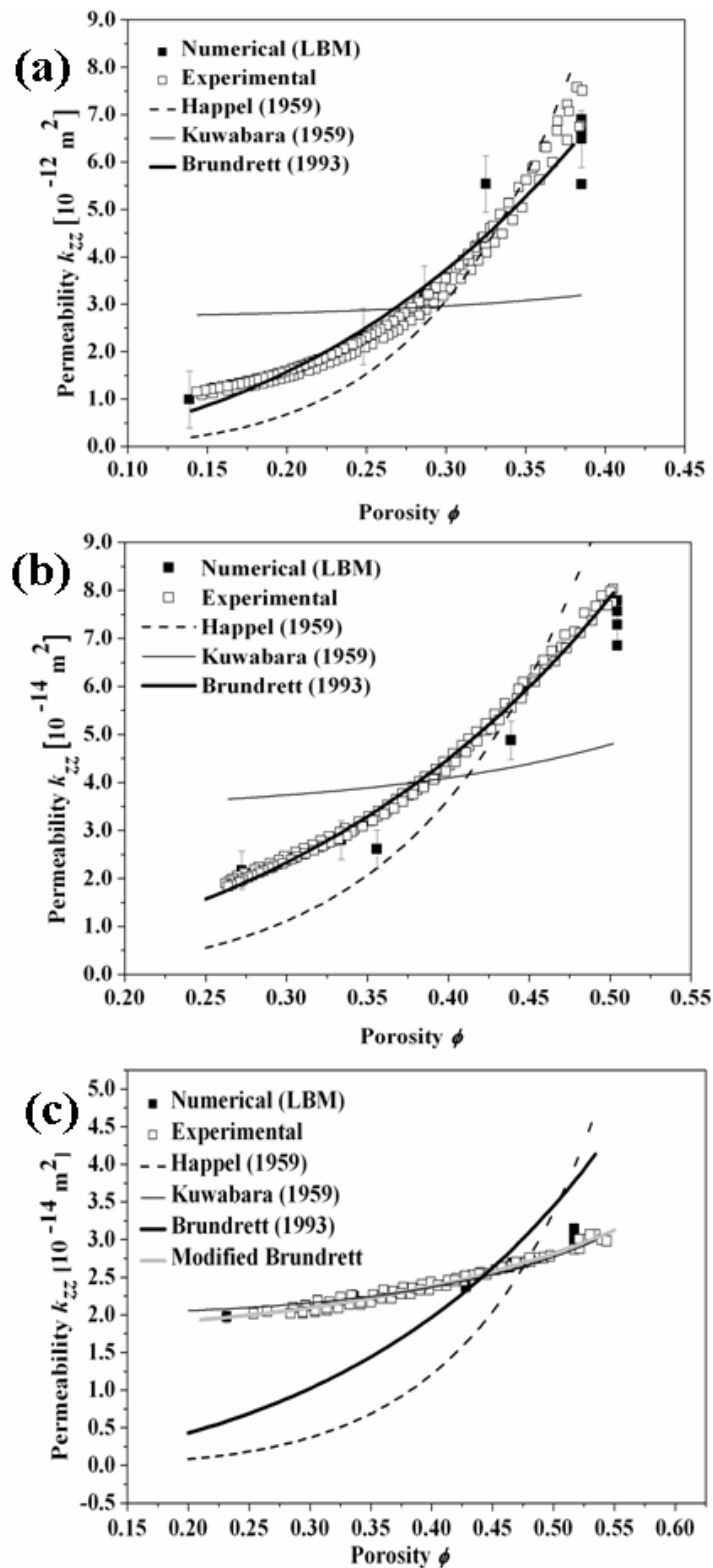 (a)
Numerical (LBM)
Experimental
Happel (1959)
Kuwabara (1959)
Brundrett (1993)
Permeability kzz [10 -12 m2]
9.0
8.0
7.0
6.0
5.0
4.0
3.0
2.0
1.0
0.0
0.10 0.15 0.20 0.25 0.30 0.35 0.40 0.45
Porosity ϕ
(b)
Numerical (LBM)
Experimental
Happel (1959)
Kuwabara (1959)
Brundrett (1993)
Permeability kzz [10 -14 m2]
9.0
8.0
7.0
6.0
5.0
4.0
3.0
2.0
1.0
0.0
0.20 0.25 0.30 0.35 0.40 0.45 0.50 0.55
Porosity ϕ
(c)
Numerical (LBM)
Experimental
Happel (1959)
Kuwabara (1959)
Brundrett (1993)
Modified Brundrett
Permeability kzz [10 -14 m2]
5.0
4.5
4.0
3.5
3.0
2.5
2.0
1.5
1.0
0.5
0.0
-0.5
0.15 0.20 0.25 0.30 0.35 0.40 0.45 0.50 0.55 0.60
Porosity ϕ